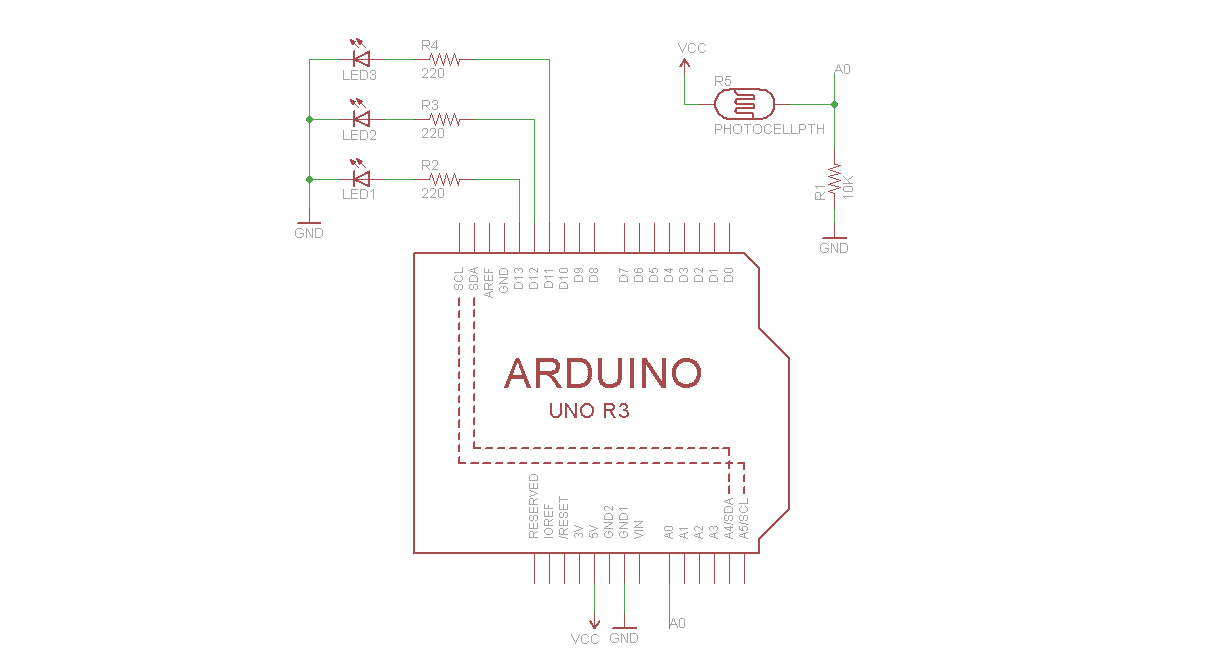 R4
LED3
220
R3
LED2
220
R2
LED1
220
GND
VCC
R5
PHOTOCELLPTH
A0
R1
10K
GND
SCL
SDA
AREF
GND
D13
D12
D11
D10
D9
D8
D7
D6
D5
D4
D3
D2
D1
D0
ARDUINO
UNO R3
RESERVED
IOREF
/RESET
3V
5V
GND2
GND1
VIN
A0
A1
A2
A3
A4/SDA
A5/SCL
VCC
GND
A0